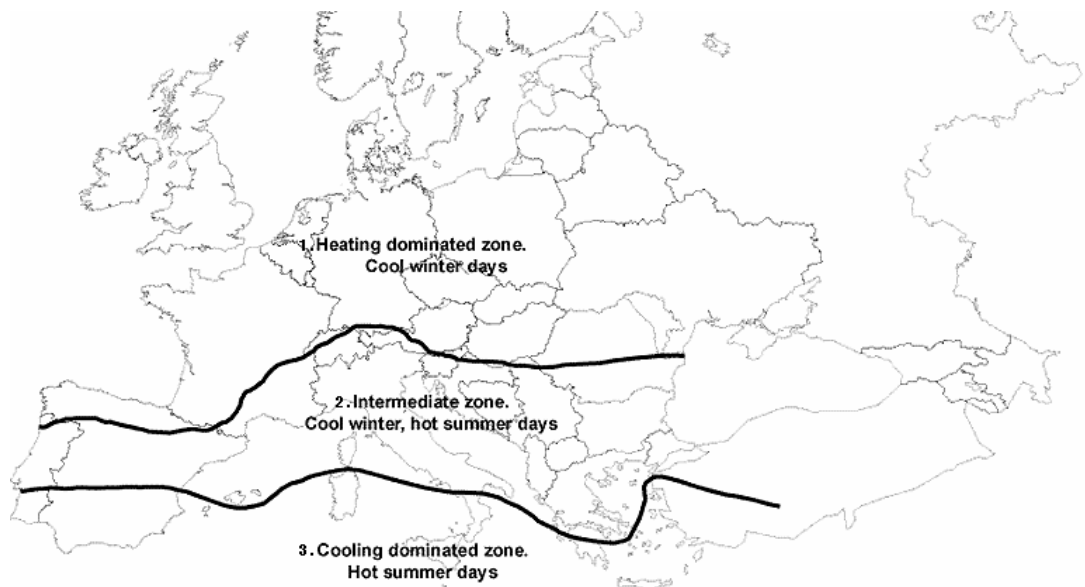 1.Heating dominated zone.
Cool winter days
2.Intermediate zone.
Cool winter, hot summer days
3.Cooling dominated zone.
Hot summer days